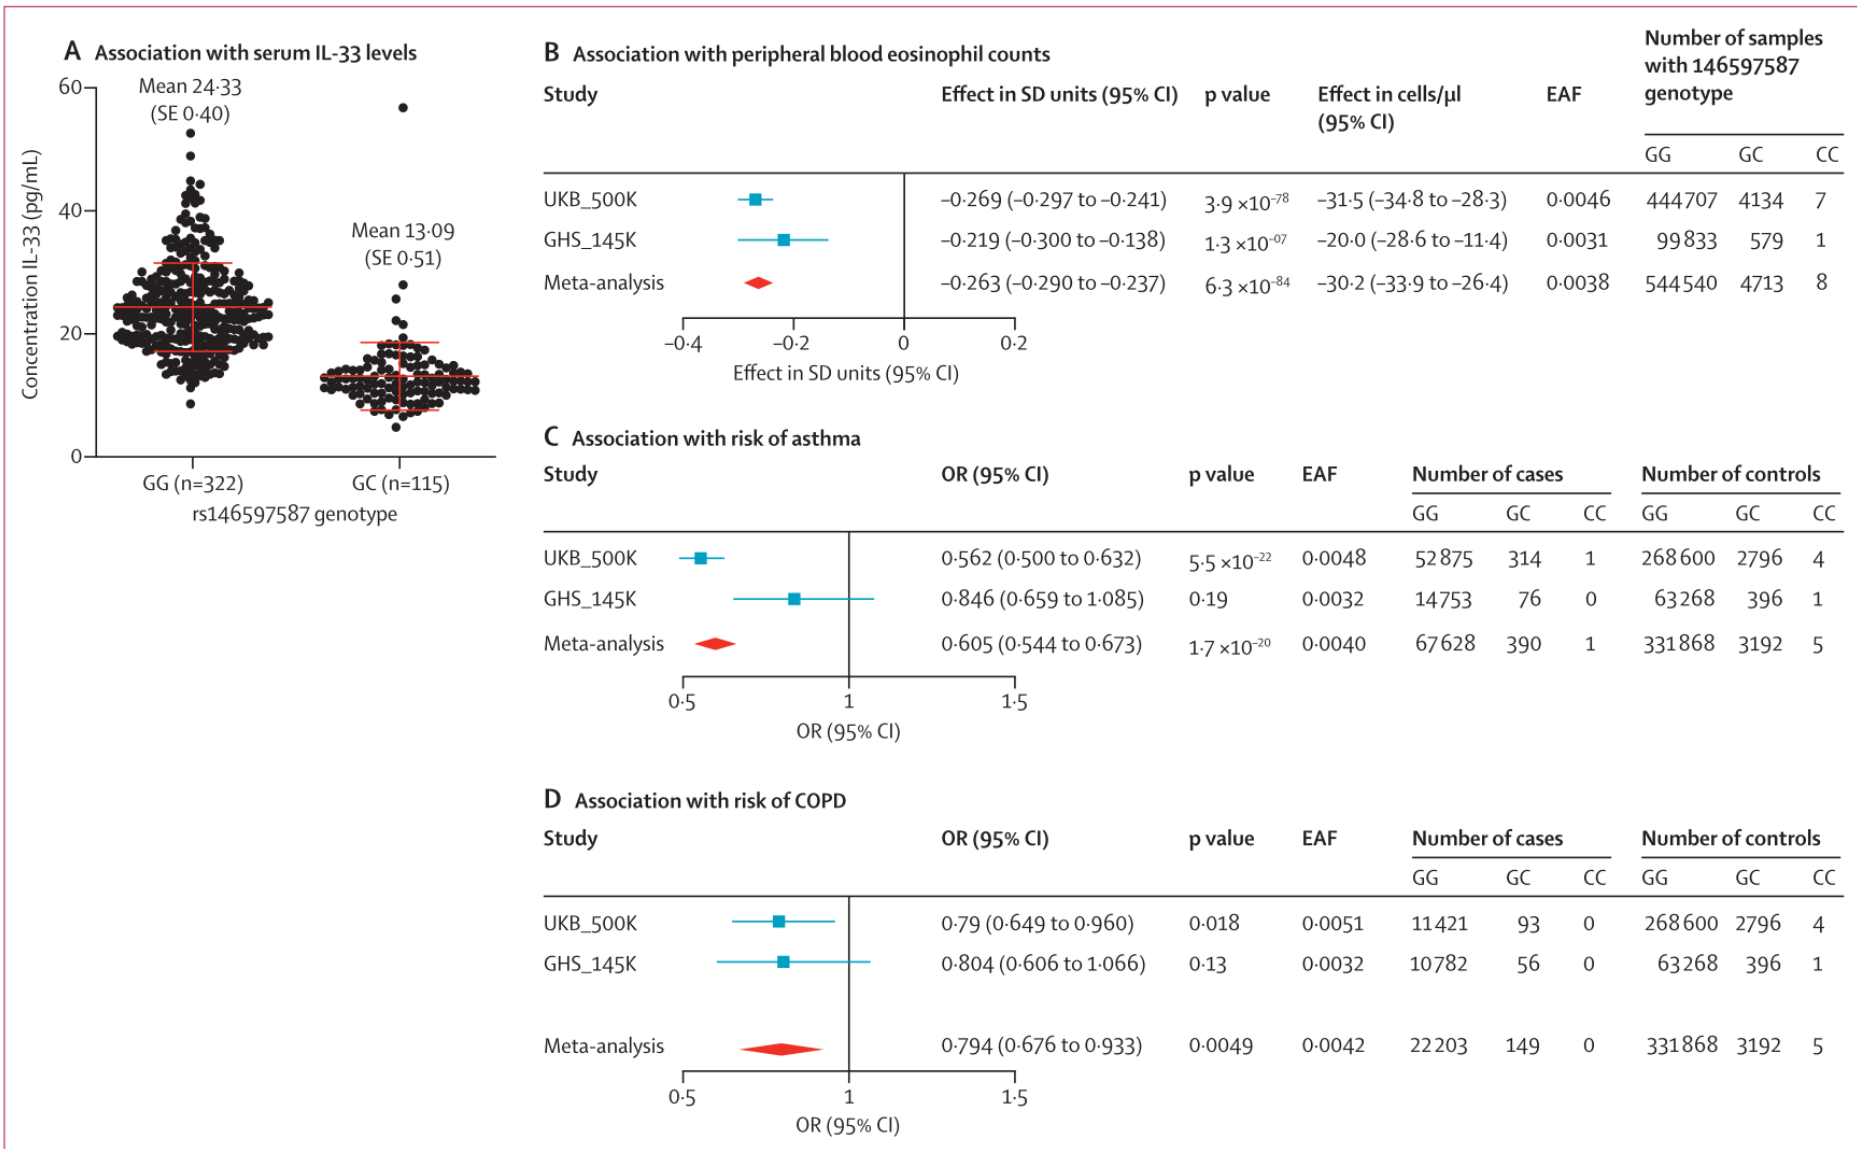 A Association with serum IL-33 levels
Mean 24·33
(SE 0·40)
Mean 13·09
(SE 0·51)
60
40
20
0
Concentration IL-33 (pg/mL)
GG (n=322) GC (n=115)
rs146597587 genotype
B Association with peripheral blood eosinophil counts
Study Effect in SD units (95% CI) p value Effect in cells/µl (95% CI) EAF Number of samples with 146597587 genotype
GG GC CC
UKB_500K –0·269 (–0·297 to –0·241) 3·9 ×10⁻⁷⁸ –31·5 (–34·8 to –28·3) 0·0046 444707 4134 7
GHS_145K –0·219 (–0·300 to –0·138) 1·3 ×10⁻⁰⁷ –20·0 (–28·6 to –11·4) 0·0031 99833 579 1
Meta-analysis –0·263 (–0·290 to –0·237) 6·3 ×10⁻⁸⁴ –30·2 (–33·9 to –26·4) 0·0038 544540 4713 8
–0·4 –0·2 0 0·2
Effect in SD units (95% CI)
C Association with risk of asthma
Study OR (95% CI) p value EAF Number of cases Number of controls
GG GC CC GG GC CC
UKB_500K 0·562 (0·500 to 0·632) 5·5 ×10⁻²² 0·0048 52875 314 1 268600 2796 4
GHS_145K 0·846 (0·659 to 1·085) 0·19 0·0032 14753 76 0 63268 396 1
Meta-analysis 0·605 (0·544 to 0·673) 1·7 ×10⁻²⁰ 0·0040 67628 390 1 331868 3192 5
0·5 1 1·5
OR (95% CI)
D Association with risk of COPD
Study OR (95% CI) p value EAF Number of cases Number of controls
GG GC CC GG GC CC
UKB_500K 0·79 (0·649 to 0·960) 0·018 0·0051 11421 93 0 268600 2796 4
GHS_145K 0·804 (0·606 to 1·066) 0·13 0·0032 10782 56 0 63268 396 1
Meta-analysis 0·794 (0·676 to 0·933) 0·0049 0·0042 22203 149 0 331868 3192 5
0·5 1 1·5
OR (95% CI)